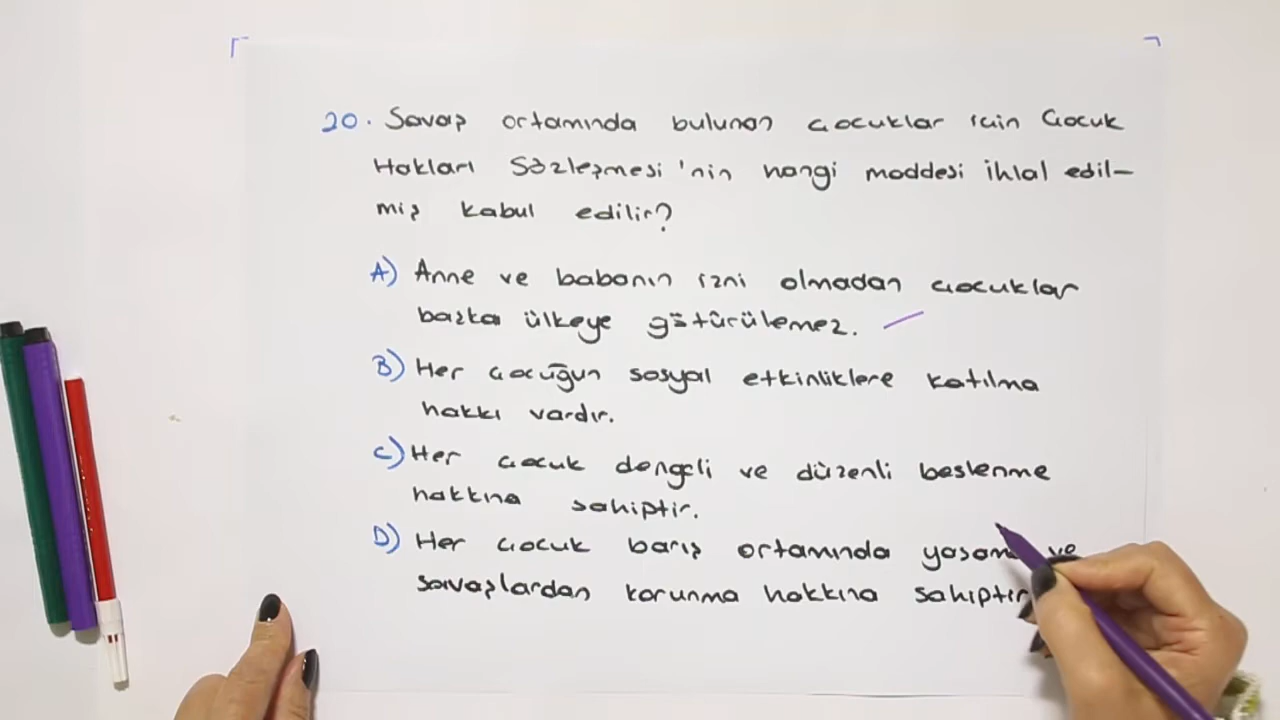 20. Savaş ortamında bulunan çocuklar için Çocuk
Hakları Sözleşmesi'nin hangi maddesi ihlal edil-
miş kabul edilir?
A) Anne ve babanın izni olmadan çocuklar
başka ülkeye götürülemez.
B) Her çocuğun sosyal etkinliklere katılma
hakkı vardır.
C) Her çocuk dengeli ve düzenli beslenme
hakkına sahiptir.
D) Her çocuk barış ortamında yaşama ve
savaşlardan korunma hakkına sahiptir